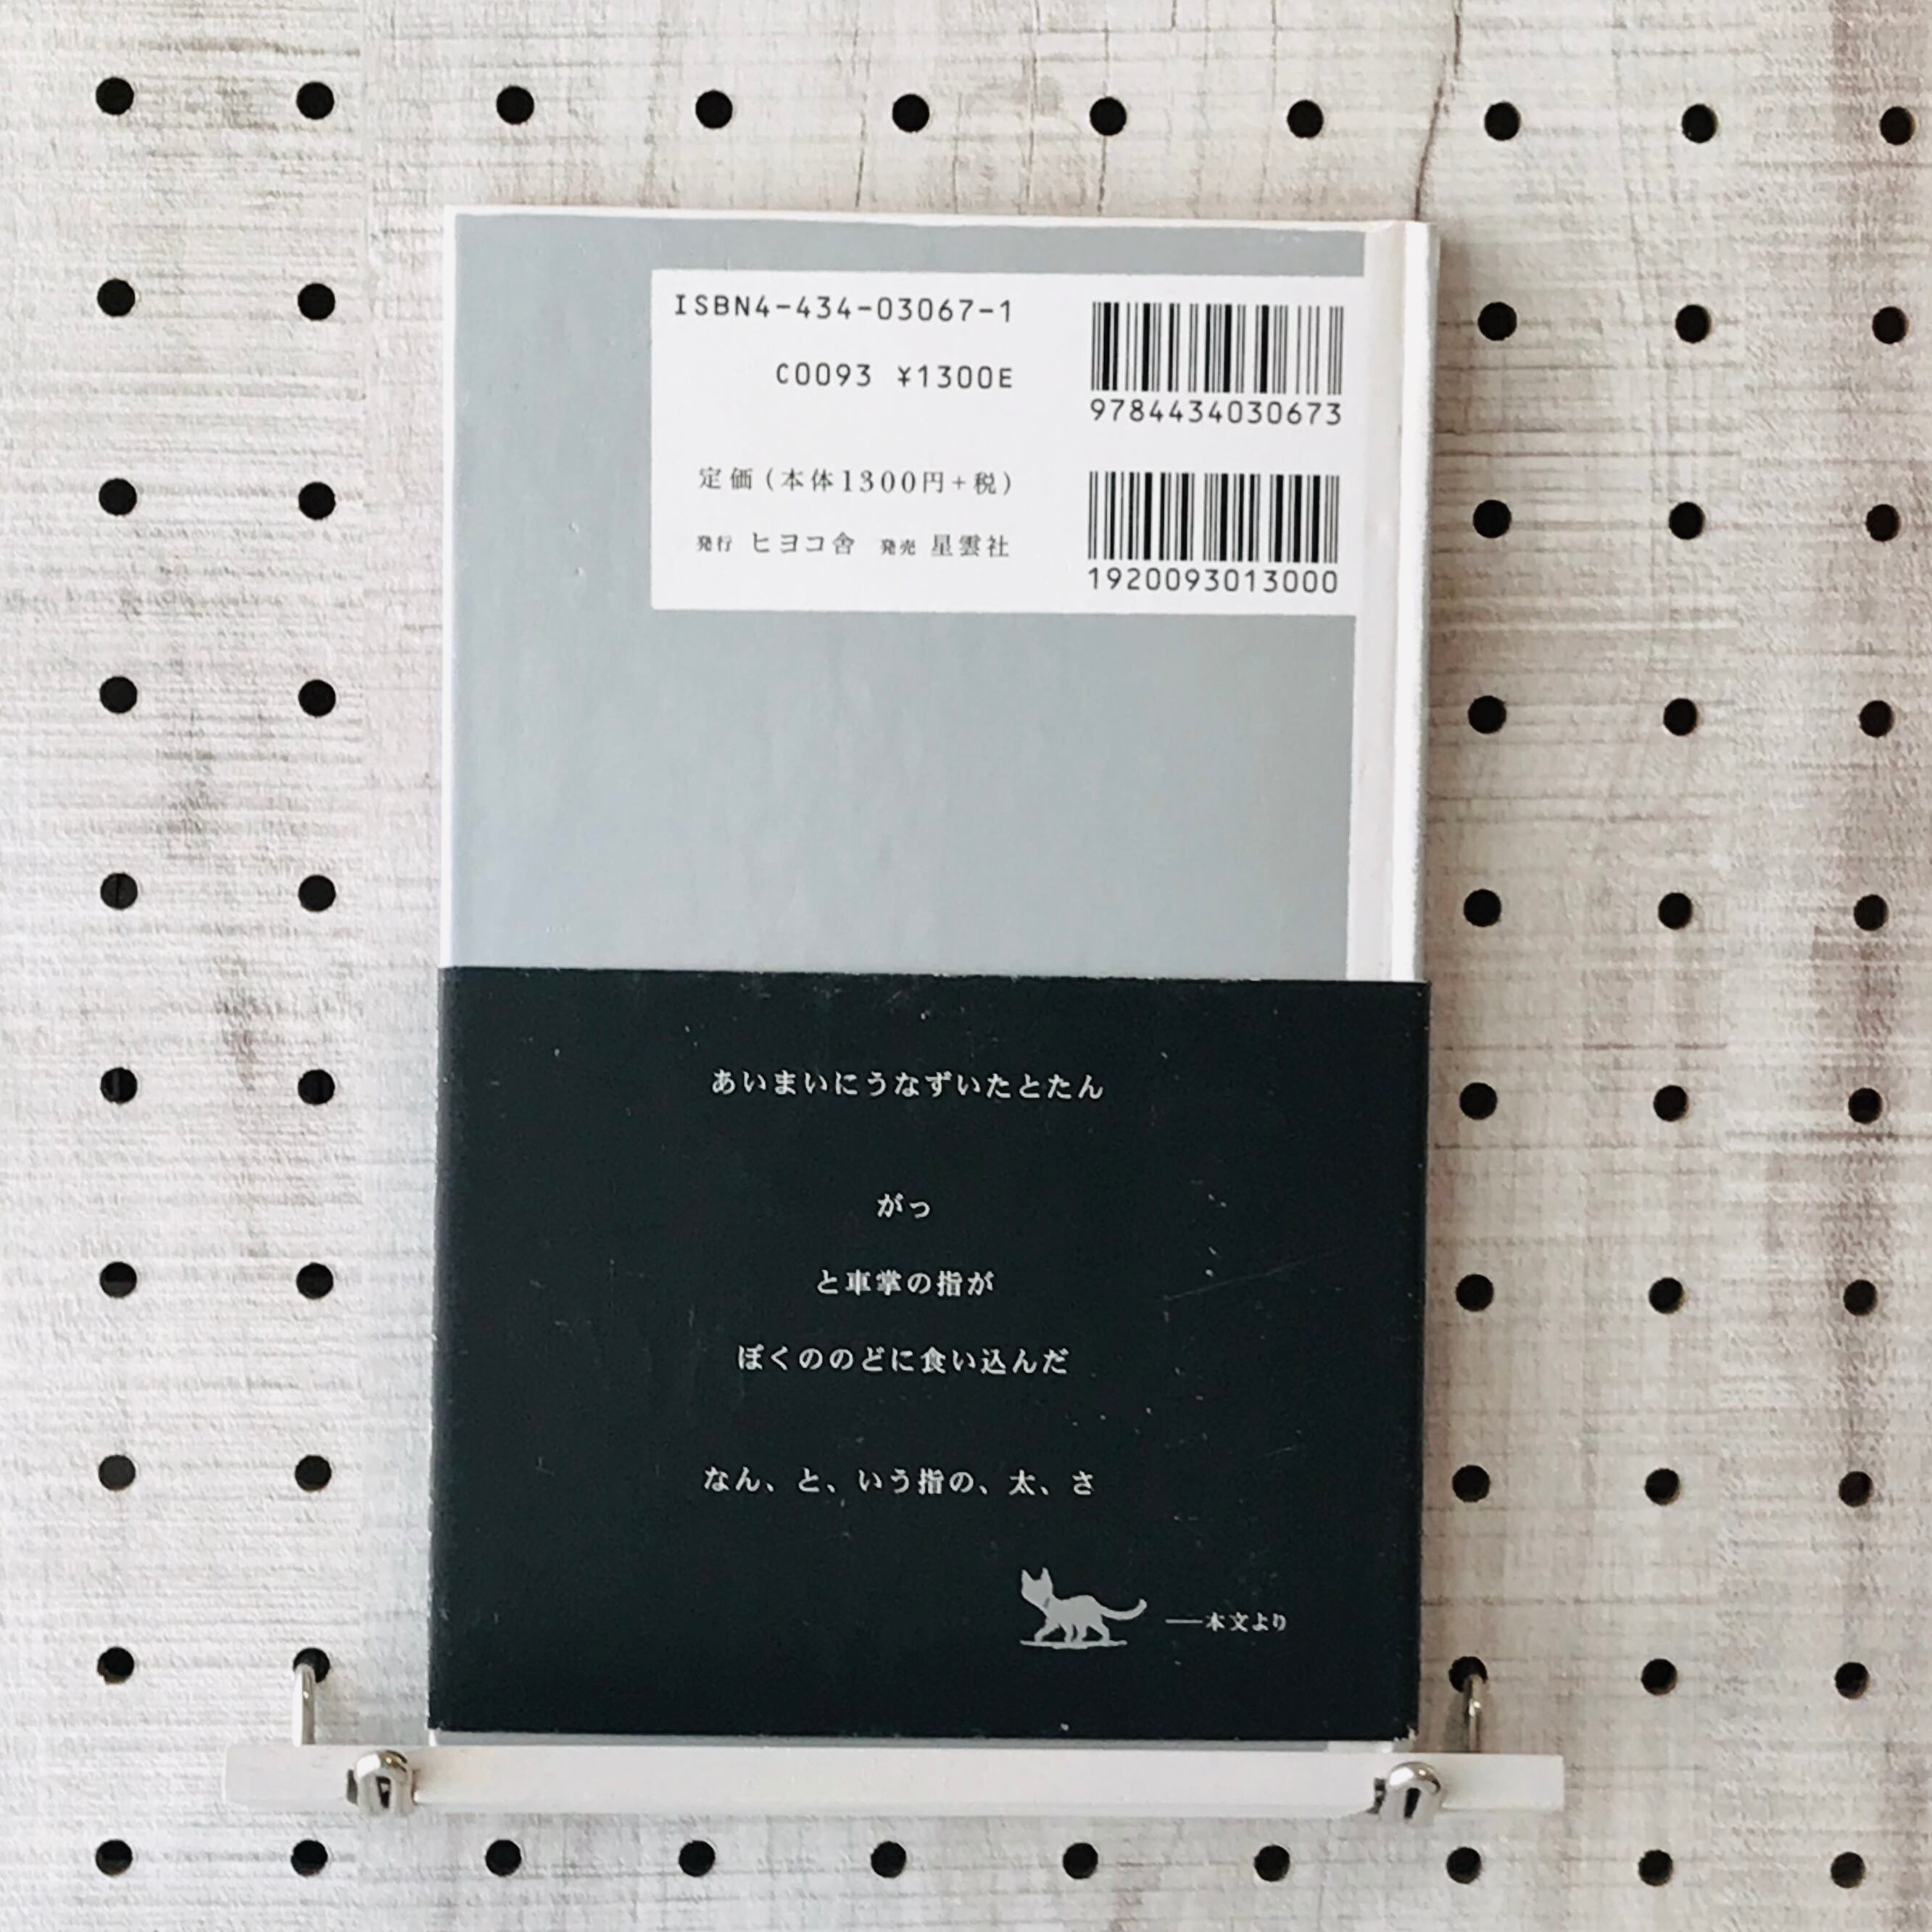 ISBN4-434-03067-1
C0093 ¥1300E
9784434030673
定価（本体1300円+税）
発行 ヒヨコ舎 発売 星雲社
1920093013000
あいまいにうなずいたとたん
がっ
と車掌の指が
ぼくののどに食い込んだ
なん、と、いう指の、太、さ
──本文より